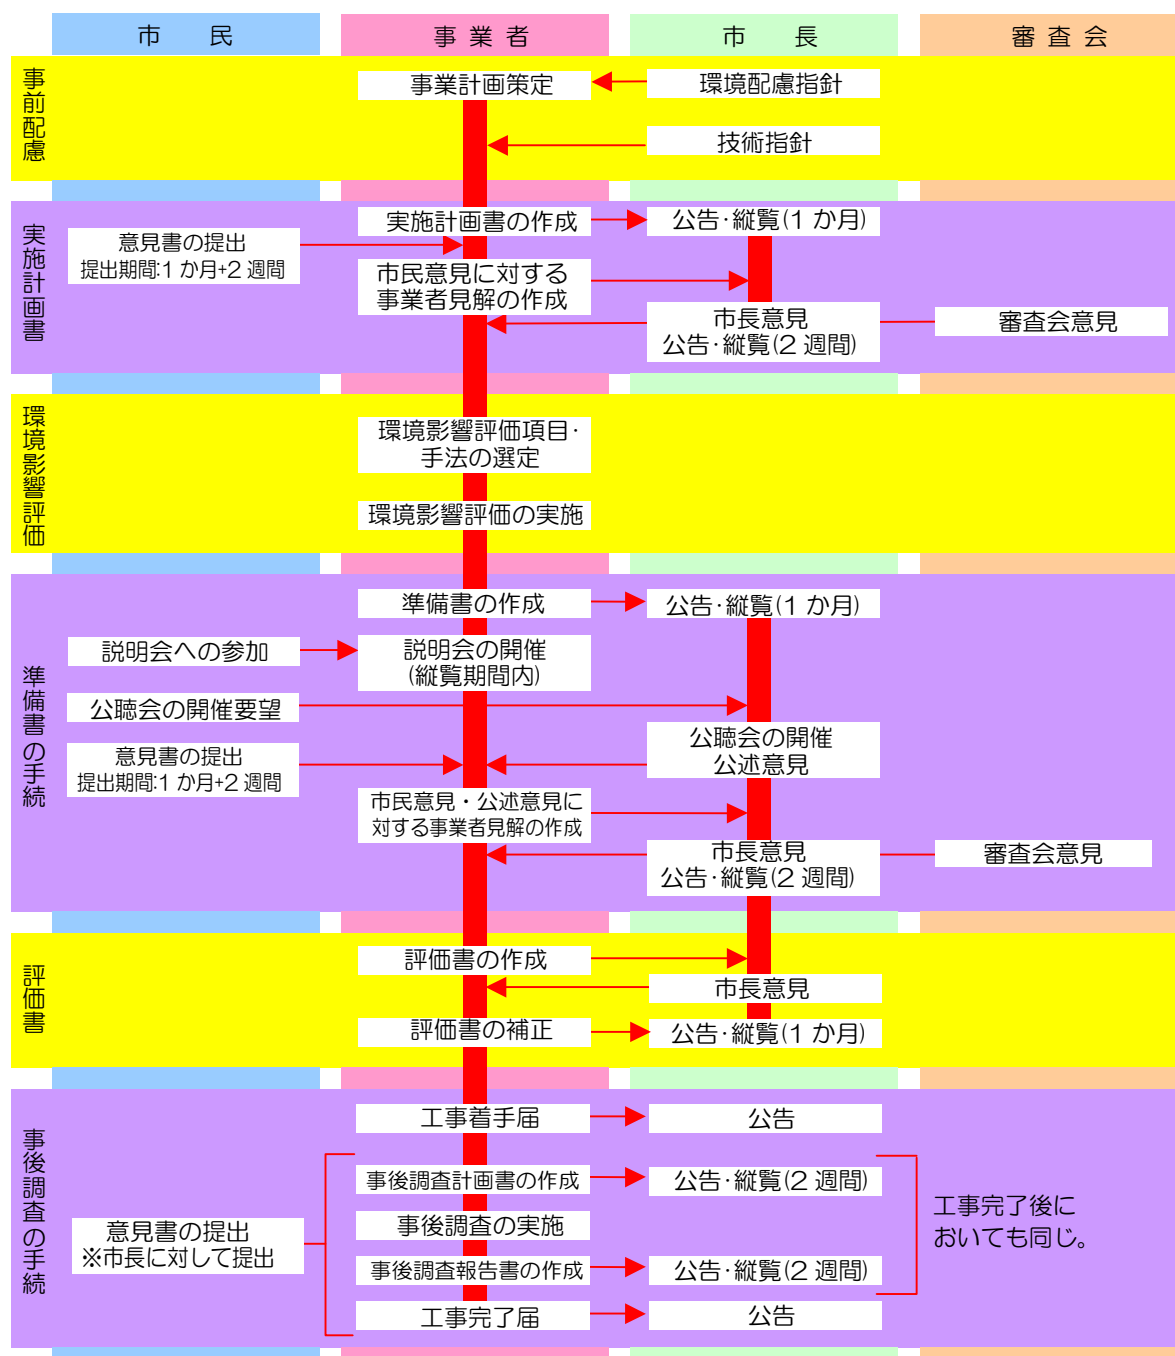 市　民
事業者
市　長
審査会
事前配慮
事業計画策定
環境配慮指針
技術指針
実施計画書
実施計画書の作成
公告・縦覧(1か月)
意見書の提出
提出期間:1か月+2週間
市民意見に対する
事業者見解の作成
市長意見
公告・縦覧(2週間)
審査会意見
環境影響評価
環境影響評価項目・
手法の選定
環境影響評価の実施
準備書の手続
準備書の作成
公告・縦覧(1か月)
説明会への参加
説明会の開催
(縦覧期間内)
公聴会の開催要望
公聴会の開催
公述意見
意見書の提出
提出期間:1か月+2週間
市民意見・公述意見に
対する事業者見解の作成
市長意見
公告・縦覧(2週間)
審査会意見
評価書
評価書の作成
市長意見
評価書の補正
公告・縦覧(1か月)
事後調査の手続
工事着手届
公告
事後調査計画書の作成
公告・縦覧(2週間)
意見書の提出
※市長に対して提出
事後調査の実施
工事完了後に
おいても同じ。
事後調査報告書の作成
公告・縦覧(2週間)
工事完了届
公告